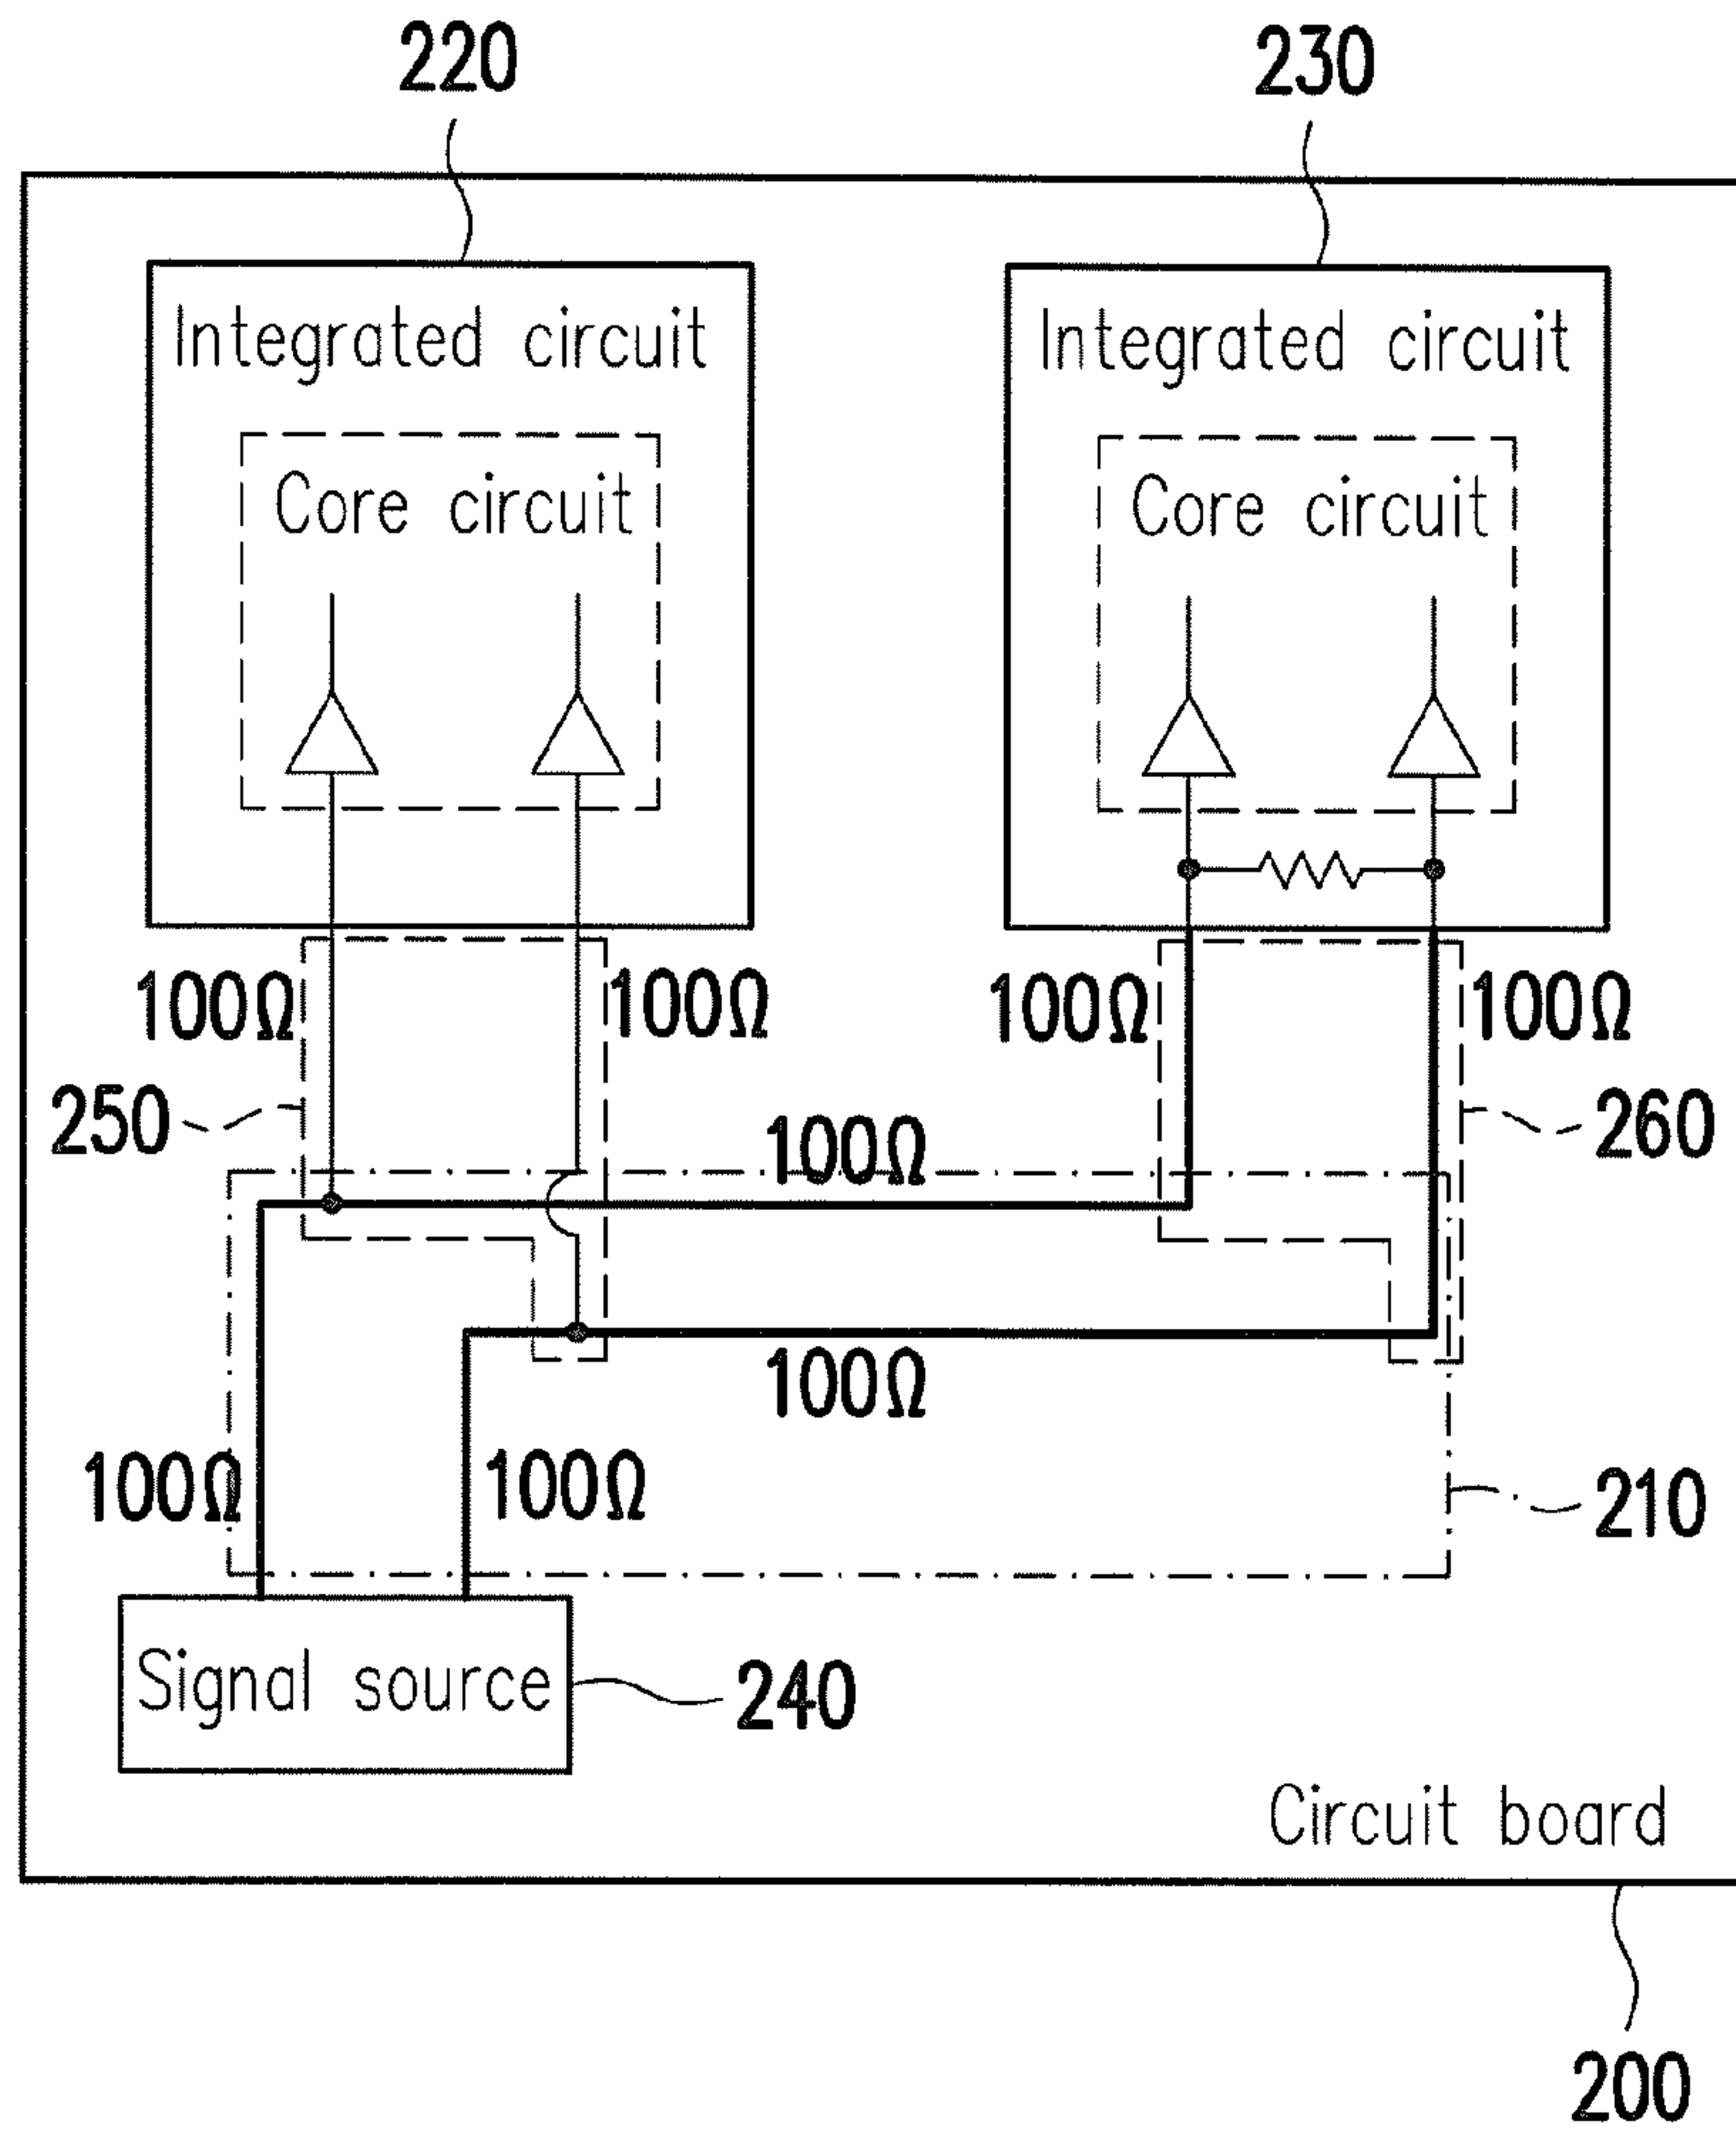 220
230
Integrated circuit
Integrated circuit
Core circuit
Core circuit
100Ω
100Ω
100Ω
100Ω
250
100Ω
260
100Ω
100Ω
100Ω
210
Signal source
240
Circuit board
200